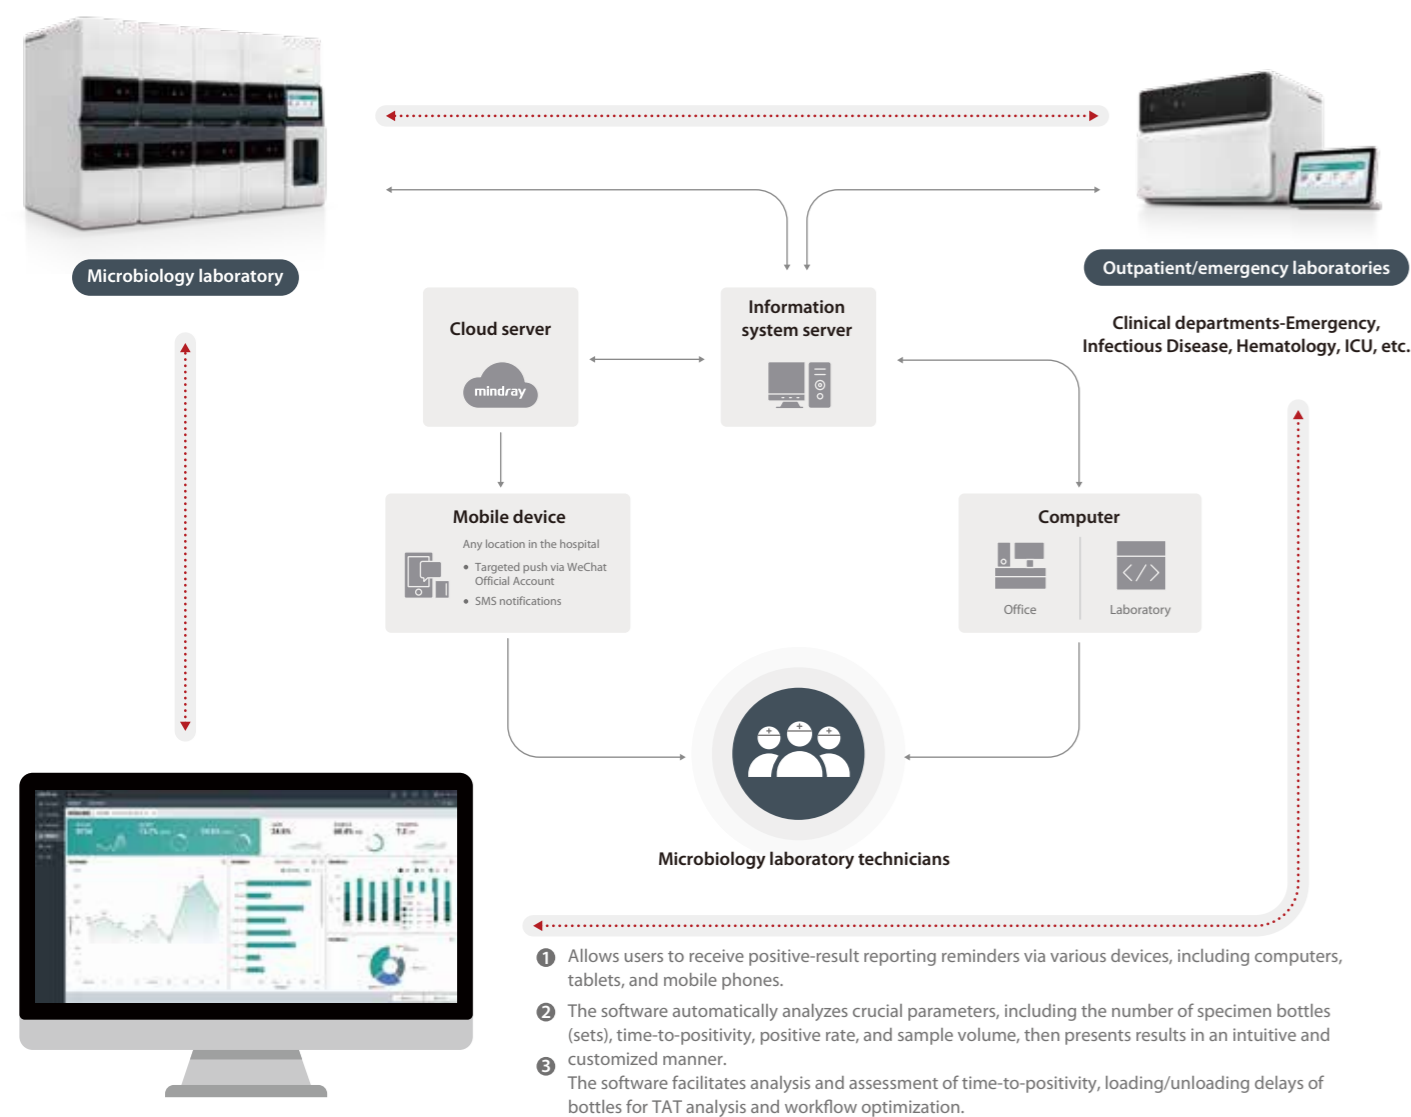 Microbiology laboratory
Outpatient/emergency laboratories
Clinical departments-Emergency,
Infectious Disease, Hematology, ICU, etc.
Cloud server
mindray
Information
system server
Mobile device
Any location in the hospital
• Targeted push via WeChat
Official Account
• SMS notifications
Computer
Office
Laboratory
Microbiology laboratory technicians
1 Allows users to receive positive-result reporting reminders via various devices, including computers,
tablets, and mobile phones.
2 The software automatically analyzes crucial parameters, including the number of specimen bottles
(sets), time-to-positivity, positive rate, and sample volume, then presents results in an intuitive and
customized manner.
3
The software facilitates analysis and assessment of time-to-positivity, loading/unloading delays of
bottles for TAT analysis and workflow optimization.